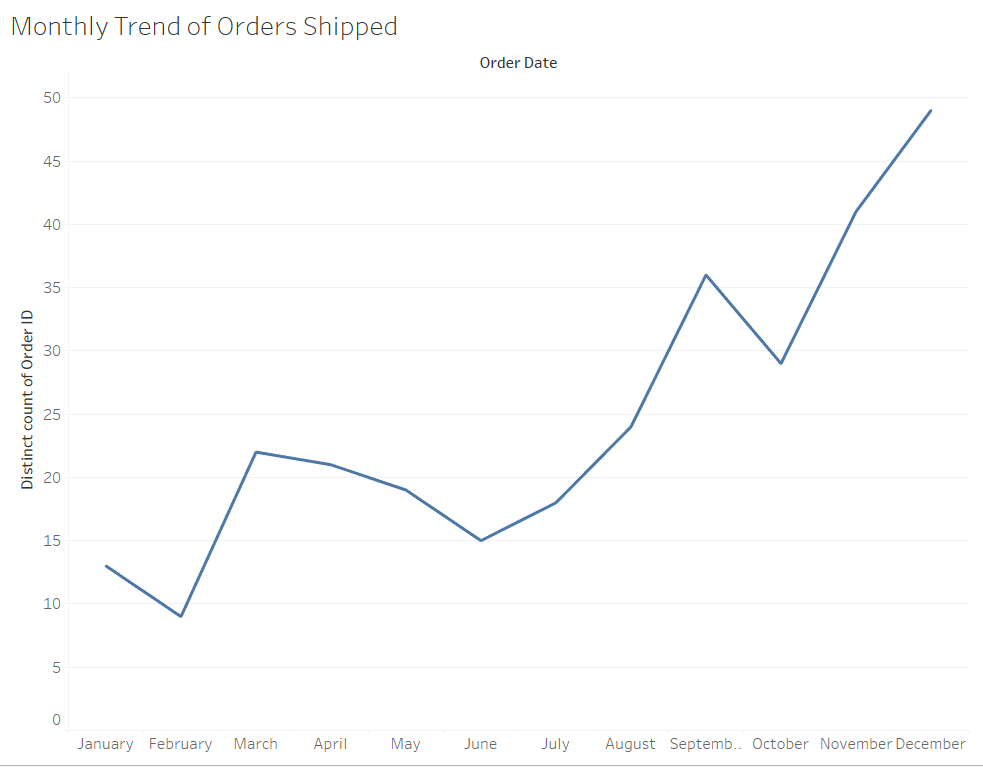 Monthly Trend of Orders Shipped
Order Date
Distinct count of Order ID
50
45
40
35
30
25
20
15
10
5
0
January February March April May June July August Septemb.. October November December